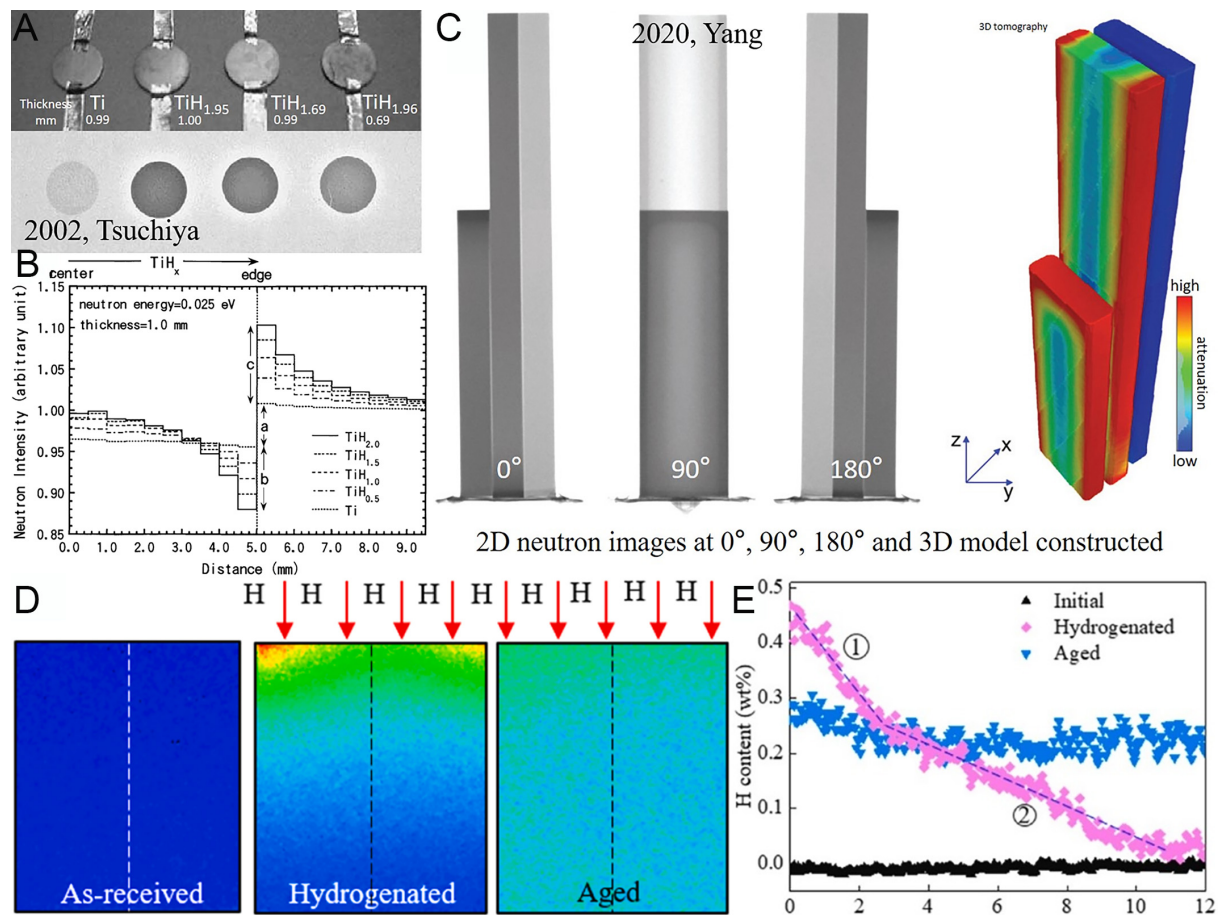 A
Thickness
mm
Ti
0.99
TiH1.95
1.00
TiH1.69
0.99
TiH1.96
0.69
2002, Tsuchiya
B
TiHx
center
edge
neutron energy=0.025 eV
thickness=1.0 mm
c
a
b
TiH2.0
TiH1.5
TiH1.0
TiH0.5
Ti
Neutron Intensity (arbitrary unit)
1.15
1.10
1.05
1.00
0.95
0.90
0.85
0.0 1.0 2.0 3.0 4.0 5.0 6.0 7.0 8.0 9.0
Distance (mm)
C
2020, Yang
3D tomography
0°
90°
180°
high
attenuation
low
z
x
y
2D neutron images at 0°, 90°, 180° and 3D model constructed
D
H H H H H H H H H
As-received
Hydrogenated
Aged
E
Initial
Hydrogenated
Aged
①
②
H content (wt%)
0.5
0.4
0.3
0.2
0.1
0.0
0 2 4 6 8 10 12